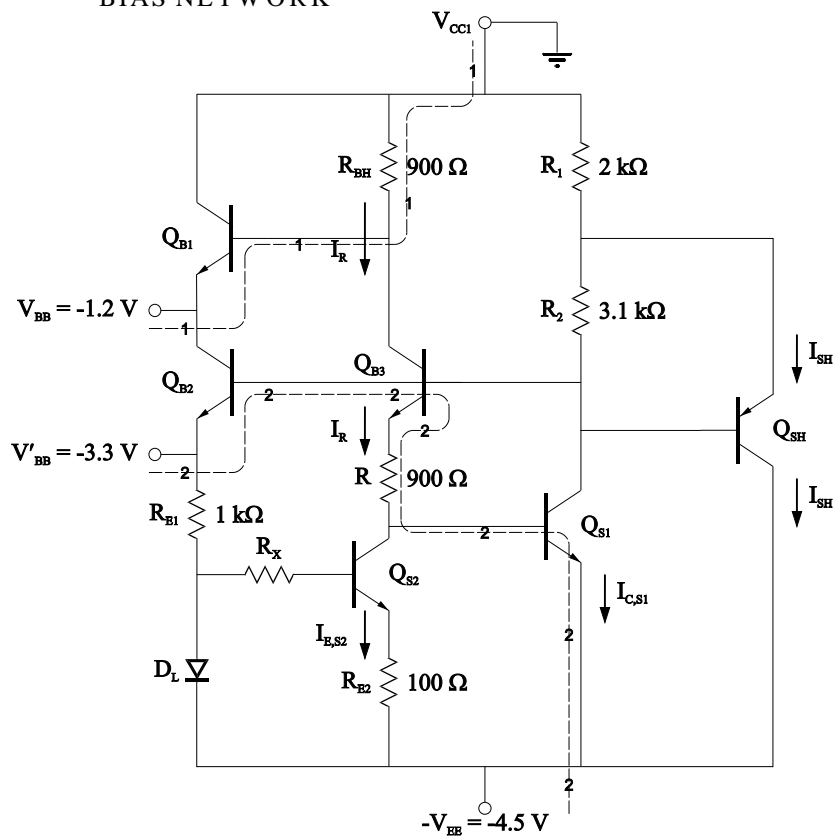 BIAS NETWORK
V_CC1
1
R_BH
900 Ω
R_1
2 kΩ
1
Q_B1
1
I_R
V_BB = -1.2 V
1
R_2
3.1 kΩ
Q_B2
Q_B3
I_SH
2
2
I_R
2
Q_SH
V'_BB = -3.3 V
2
R
900 Ω
I_SH
R_E1
1 kΩ
2
Q_S1
R_X
Q_S2
I_C,S1
I_E,S2
2
D_L
R_E2
100 Ω
2
-V_EE = -4.5 V